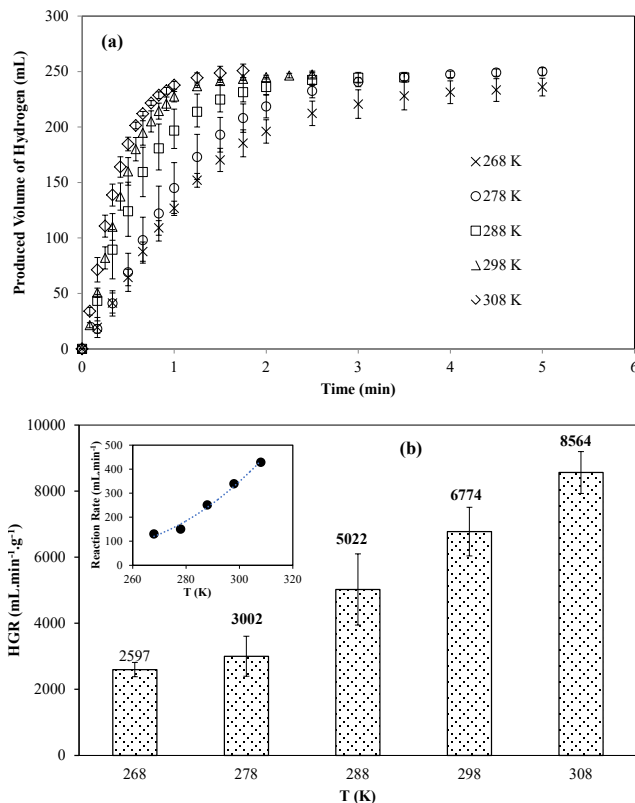 (a)
Produced Volume of Hydrogen (mL)
300
250
200
150
100
50
0
268 K
278 K
288 K
298 K
308 K
0 1 2 3 4 5 6
Time (min)
(b)
HGR (mL.min⁻¹.g⁻¹)
10000
8000
6000
4000
2000
0
Reaction Rate (mL.min⁻¹)
500
400
300
200
100
0
260 280 300 320
T (K)
2597
3002
5022
6774
8564
268 278 288 298 308
T (K)